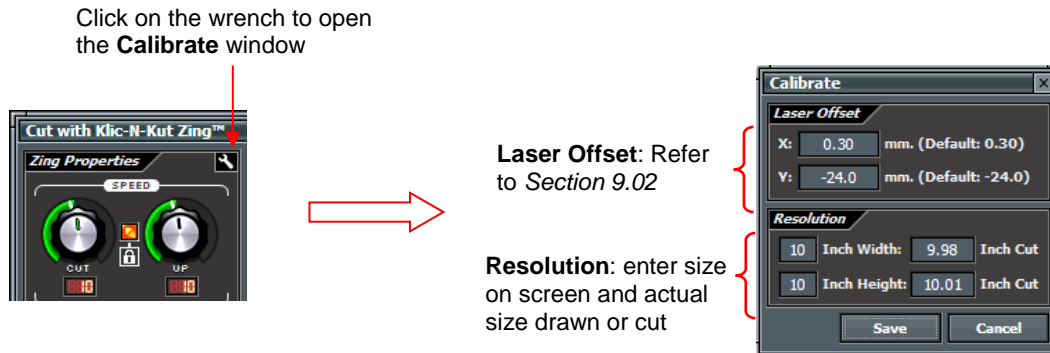 Click on the wrench to open
the Calibrate window
Cut with Klic-N-Kut Zing™
Zing Properties
SPEED
CUT
UP
10
10
Laser Offset: Refer
to Section 9.02
Resolution: enter size
on screen and actual
size drawn or cut
Calibrate
Laser Offset
X: 0.30 mm. (Default: 0.30)
Y: -24.0 mm. (Default: -24.0)
Resolution
10 Inch Width: 9.98 Inch Cut
10 Inch Height: 10.01 Inch Cut
Save Cancel